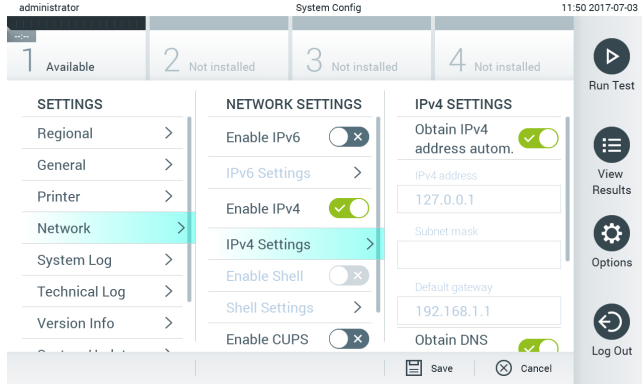 administrator
System Config
11:50 2017-07-03
--:--
1 Available
2 Not installed
3 Not installed
4 Not installed
SETTINGS
Regional
General
Printer
Network
System Log
Technical Log
Version Info
NETWORK SETTINGS
Enable IPv6
IPv6 Settings
Enable IPv4
IPv4 Settings
Enable Shell
Shell Settings
Enable CUPS
IPv4 SETTINGS
Obtain IPv4
address autom.
IPv4 address
127.0.0.1
Subnet mask
Default gateway
192.168.1.1
Obtain DNS
Save
Cancel
Run Test
View
Results
Options
Log Out